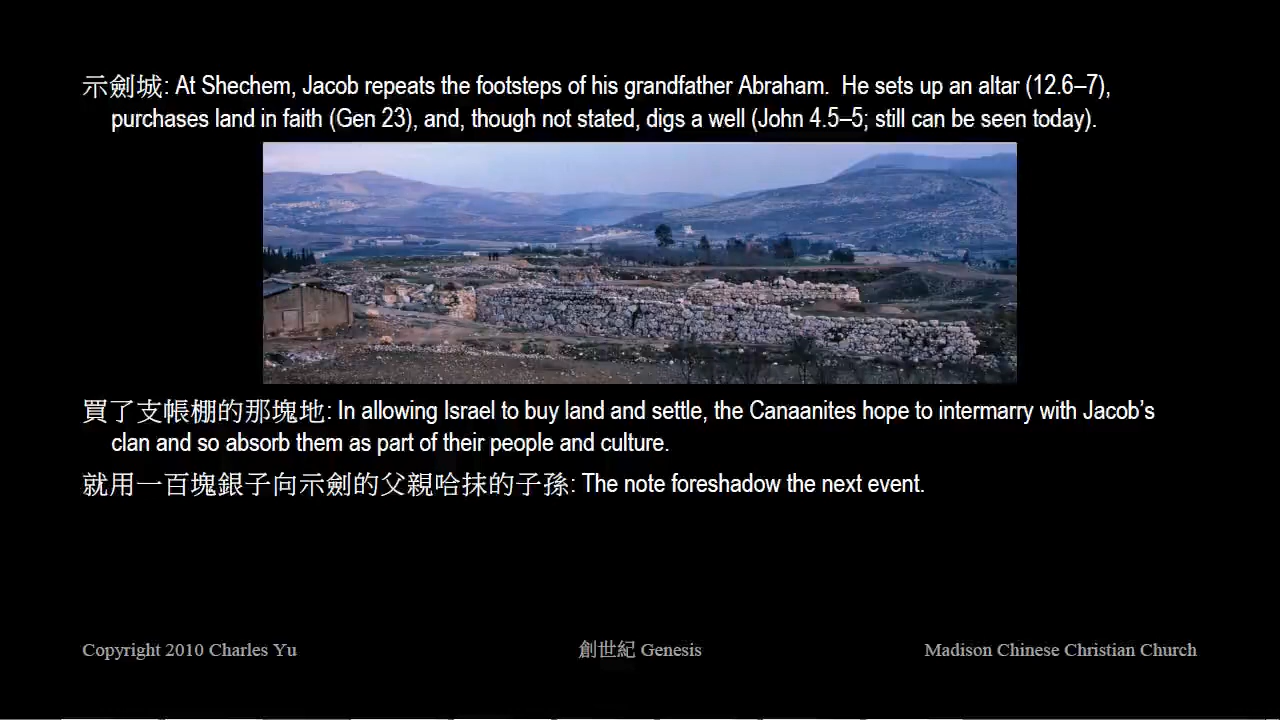 示劍城: At Shechem, Jacob repeats the footsteps of his grandfather Abraham.  He sets up an altar (12.6–7),
purchases land in faith (Gen 23), and, though not stated, digs a well (John 4.5–5; still can be seen today).
買了支帳棚的那塊地: In allowing Israel to buy land and settle, the Canaanites hope to intermarry with Jacob’s
clan and so absorb them as part of their people and culture.
就用一百塊銀子向示劍的父親哈抹的子孫: The note foreshadow the next event.
Copyright 2010 Charles Yu
創世紀 Genesis
Madison Chinese Christian Church